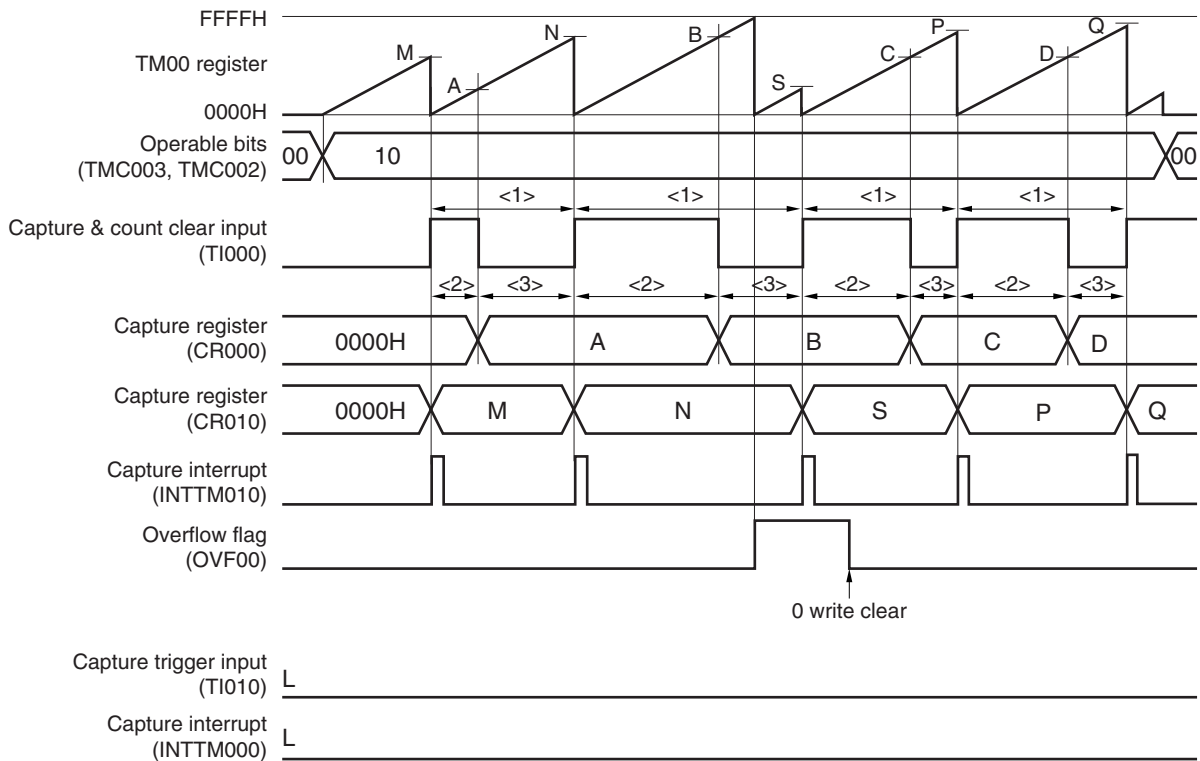 FFFFH
TM00 register
0000H
M
A
N
B
S
C
P
D
Q
Operable bits
(TMC003, TMC002)
00
10
00
<1>
<1>
<1>
<1>
Capture & count clear input
(TI000)
<2>
<3>
<2>
<3>
<2>
<3>
<2>
<3>
Capture register
(CR000)
0000H
A
B
C
D
Capture register
(CR010)
0000H
M
N
S
P
Q
Capture interrupt
(INTTM010)
Overflow flag
(OVF00)
0 write clear
Capture trigger input
(TI010)
L
Capture interrupt
(INTTM000)
L